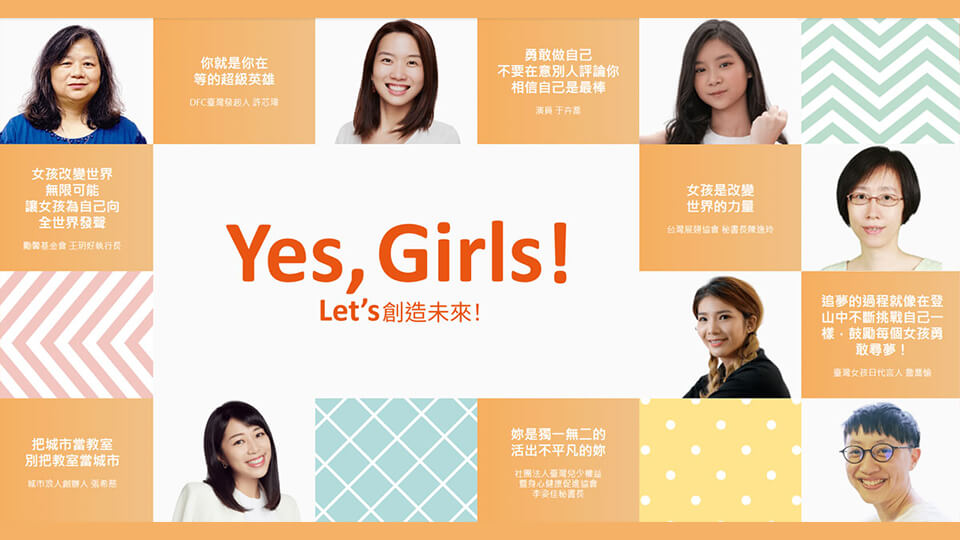 你就是你在
等的超級英雄
DFC臺灣發起人 許芯瑋
勇敢做自己
不要在意別人評論你
相信自己是最棒
演員 于卉喬
女孩改變世界
無限可能
讓女孩為自己向
全世界發聲
勵馨基金會 王玥好執行長
女孩是改變
世界的力量
台灣展翅協會 秘書長陳逸玲
Yes, Girls!
Let's創造未來!
追夢的過程就像在登
山中不斷挑戰自己一
樣，鼓勵每個女孩勇
敢尋夢！
臺灣女孩日代言人 詹喬愉
把城市當教室
別把教室當城市
城市浪人創辦人 張希慈
妳是獨一無二的
活出不平凡的妳
社團法人臺灣兒少權益
暨身心健康促進協會
李姿佳秘書長